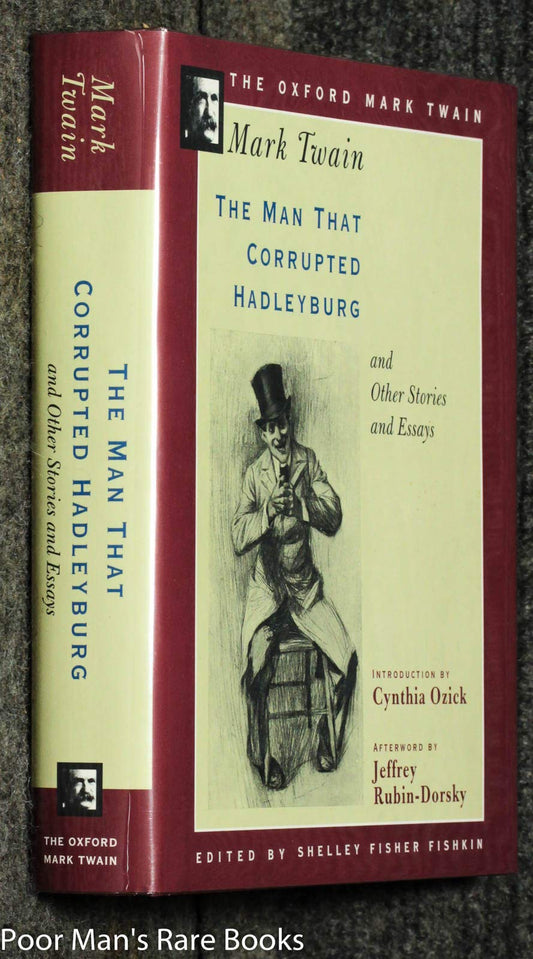 Mark
Twain
THE MAN THAT
CORRUPTED HADLEYBURG
and Other Stories and Essays
THE OXFORD
MARK TWAIN
THE OXFORD MARK TWAIN
Mark Twain
THE MAN THAT
CORRUPTED
HADLEYBURG
and
Other Stories
and Essays
INTRODUCTION BY
Cynthia Ozick
AFTERWORD BY
Jeffrey
Rubin-Dorsky
EDITED BY SHELLEY FISHER FISHKIN
Poor Man's Rare Books